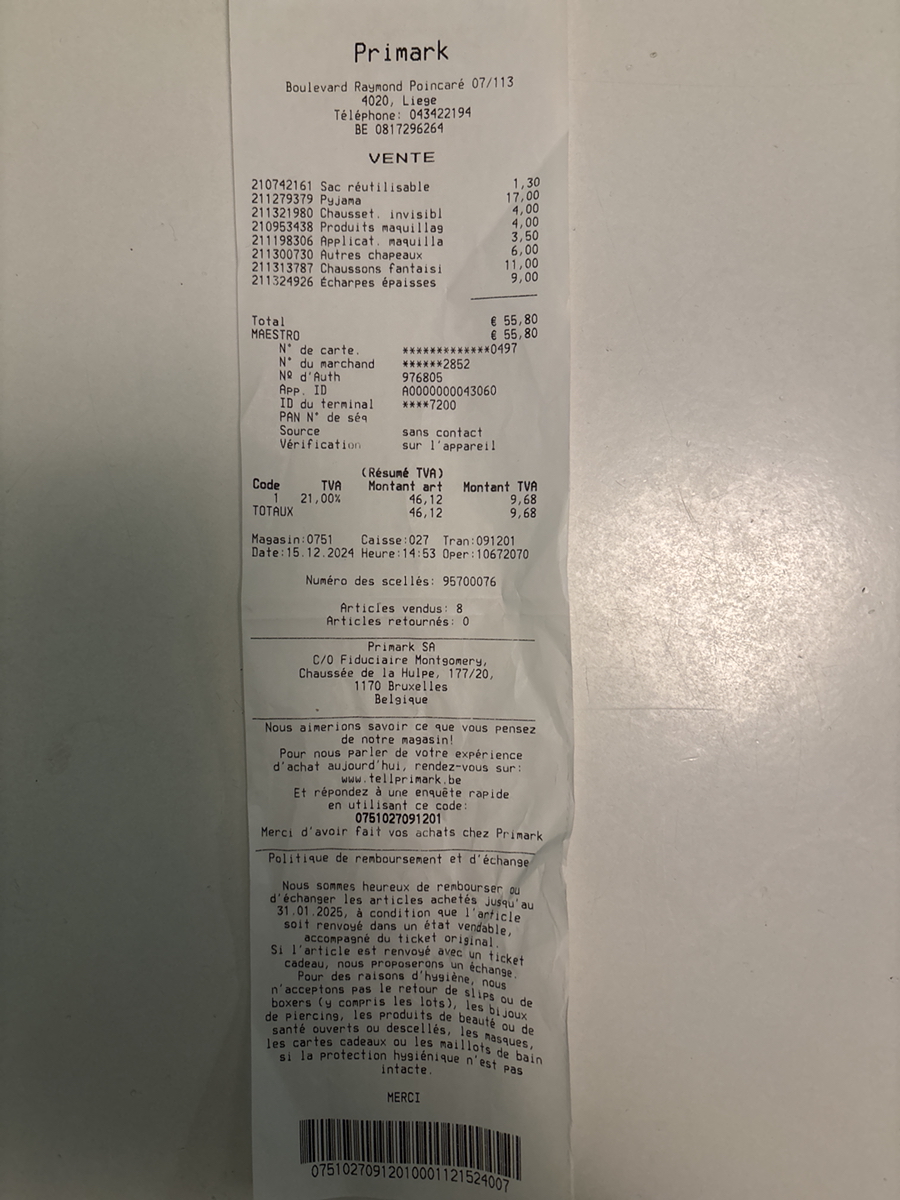 Primark
Boulevard Raymond Poincaré 07/113
4020, Liege
Téléphone: 043422194
BE 0817296264
VENTE
210742161 Sac réutilisable 1,30
211279379 Pyjama 17,00
211321980 Chausset. invisibl 4,00
210953438 Produits maquillag 4,00
211198306 Applicat. maquilla 3,50
211300730 Autres chapeaux 6,00
211313787 Chaussons fantaisi 11,00
211324926 Écharpes épaisses 9,00
Total € 55,80
MAESTRO € 55,80
N° de carte. *************0497
N° du marchand ******2852
Nº d'Auth 976805
App. ID A0000000043060
ID du terminal ****7200
PAN N° de séq
Source sans contact
Vérification sur l'appareil
(Résumé TVA)
Code TVA Montant art Montant TVA
1 21,00% 46,12 9,68
TOTAUX 46,12 9,68
Magasin:0751 Caisse:027 Tran:091201
Date:15.12.2024 Heure:14:53 Oper:10672070
Numéro des scellés: 95700076
Articles vendus: 8
Articles retournés: 0
Primark SA
C/O Fiduciaire Montgomery,
Chaussée de la Hulpe, 177/20,
1170 Bruxelles
Belgique
Nous aimerions savoir ce que vous pensez
de notre magasin!
Pour nous parler de votre expérience
d'achat aujourd'hui, rendez-vous sur:
www.tellprimark.be
Et répondez à une enquête rapide
en utilisant ce code:
0751027091201
Merci d'avoir fait vos achats chez Primark
Politique de remboursement et d'échange
Nous sommes heureux de rembourser ou
d'échanger les articles achetés jusqu'au
31.01.2025, à condition que l'article
soit renvoyé dans un état vendable,
accompagné du ticket original.
Si l'article est renvoyé avec un ticket
cadeau, nous proposerons un échange.
Pour des raisons d'hygiène, nous
n'acceptons pas le retour de slips ou de
boxers (y compris les lots), les bijoux
de piercing, les produits de beauté ou de
santé ouverts ou descellés, les masques,
les cartes cadeaux ou les maillots de bain
si la protection hygiénique n'est pas
intacte.
MERCI
075102709120100011215240​07